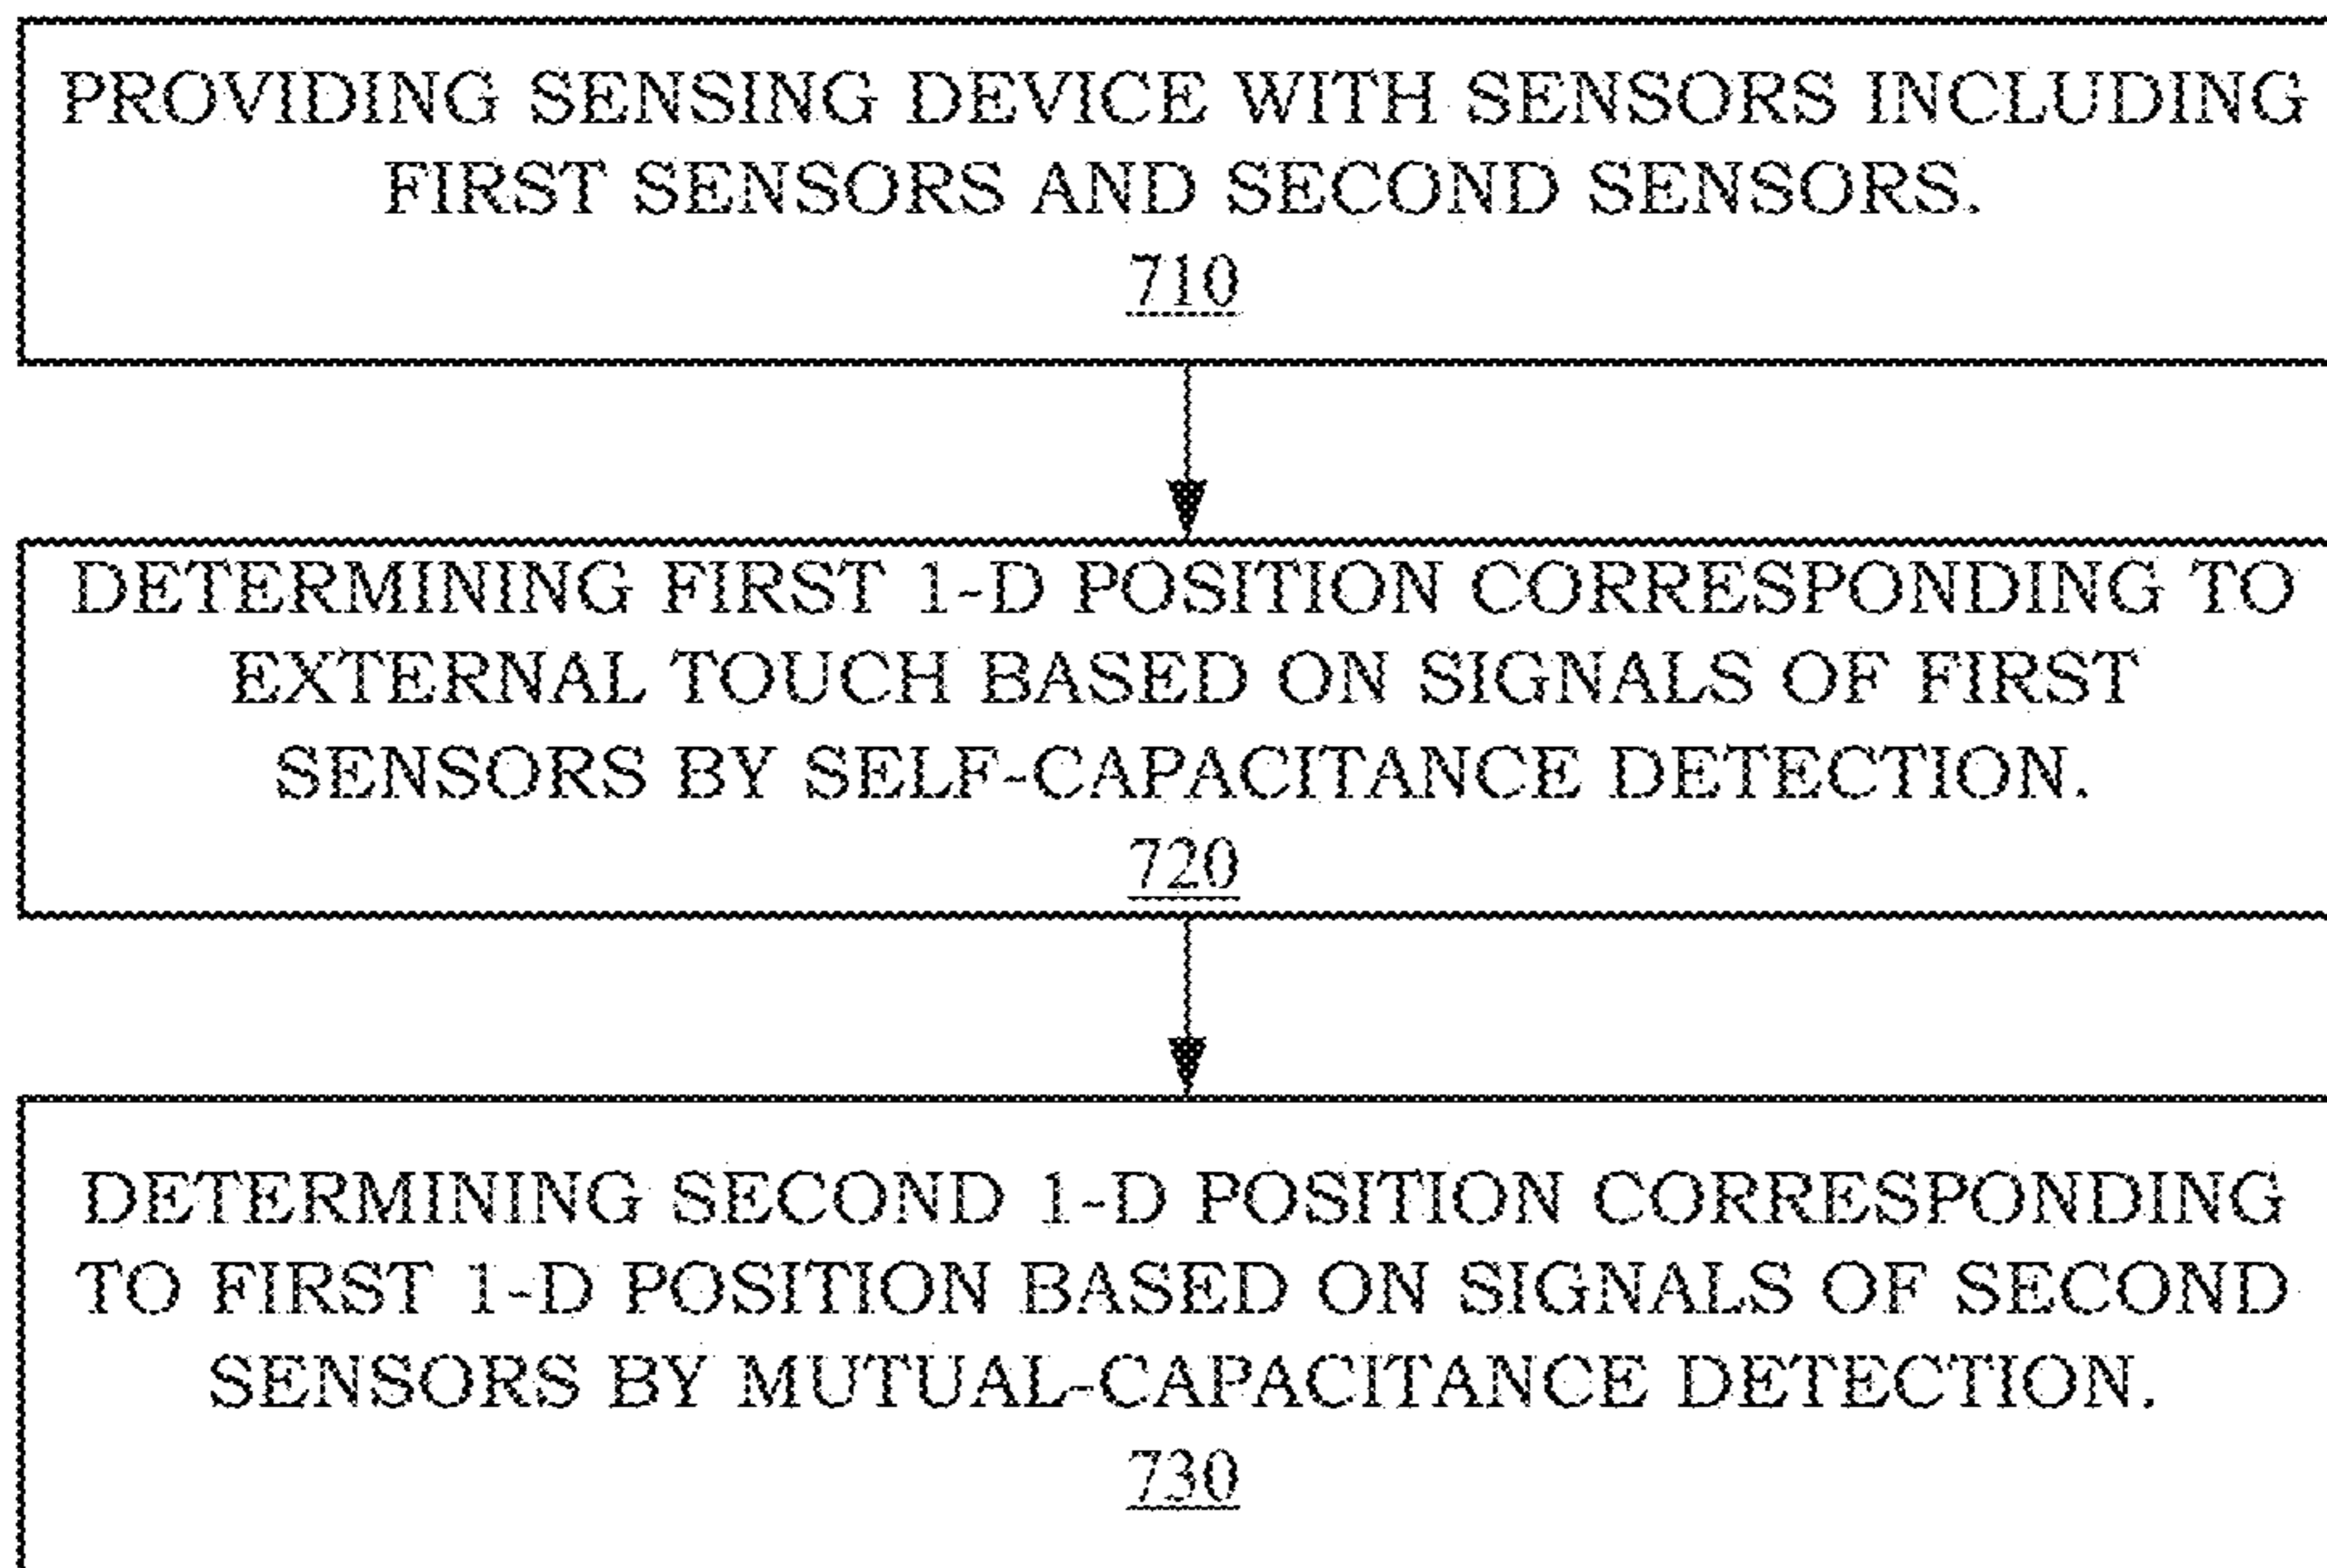 PROVIDING SENSING DEVICE WITH SENSORS INCLUDING
FIRST SENSORS AND SECOND SENSORS.
710
DETERMINING FIRST 1-D POSITION CORRESPONDING TO
EXTERNAL TOUCH BASED ON SIGNALS OF FIRST
SENSORS BY SELF-CAPACITANCE DETECTION.
720
DETERMINING SECOND 1-D POSITION CORRESPONDING
TO FIRST 1-D POSITION BASED ON SIGNALS OF SECOND
SENSORS BY MUTUAL-CAPACITANCE DETECTION.
730